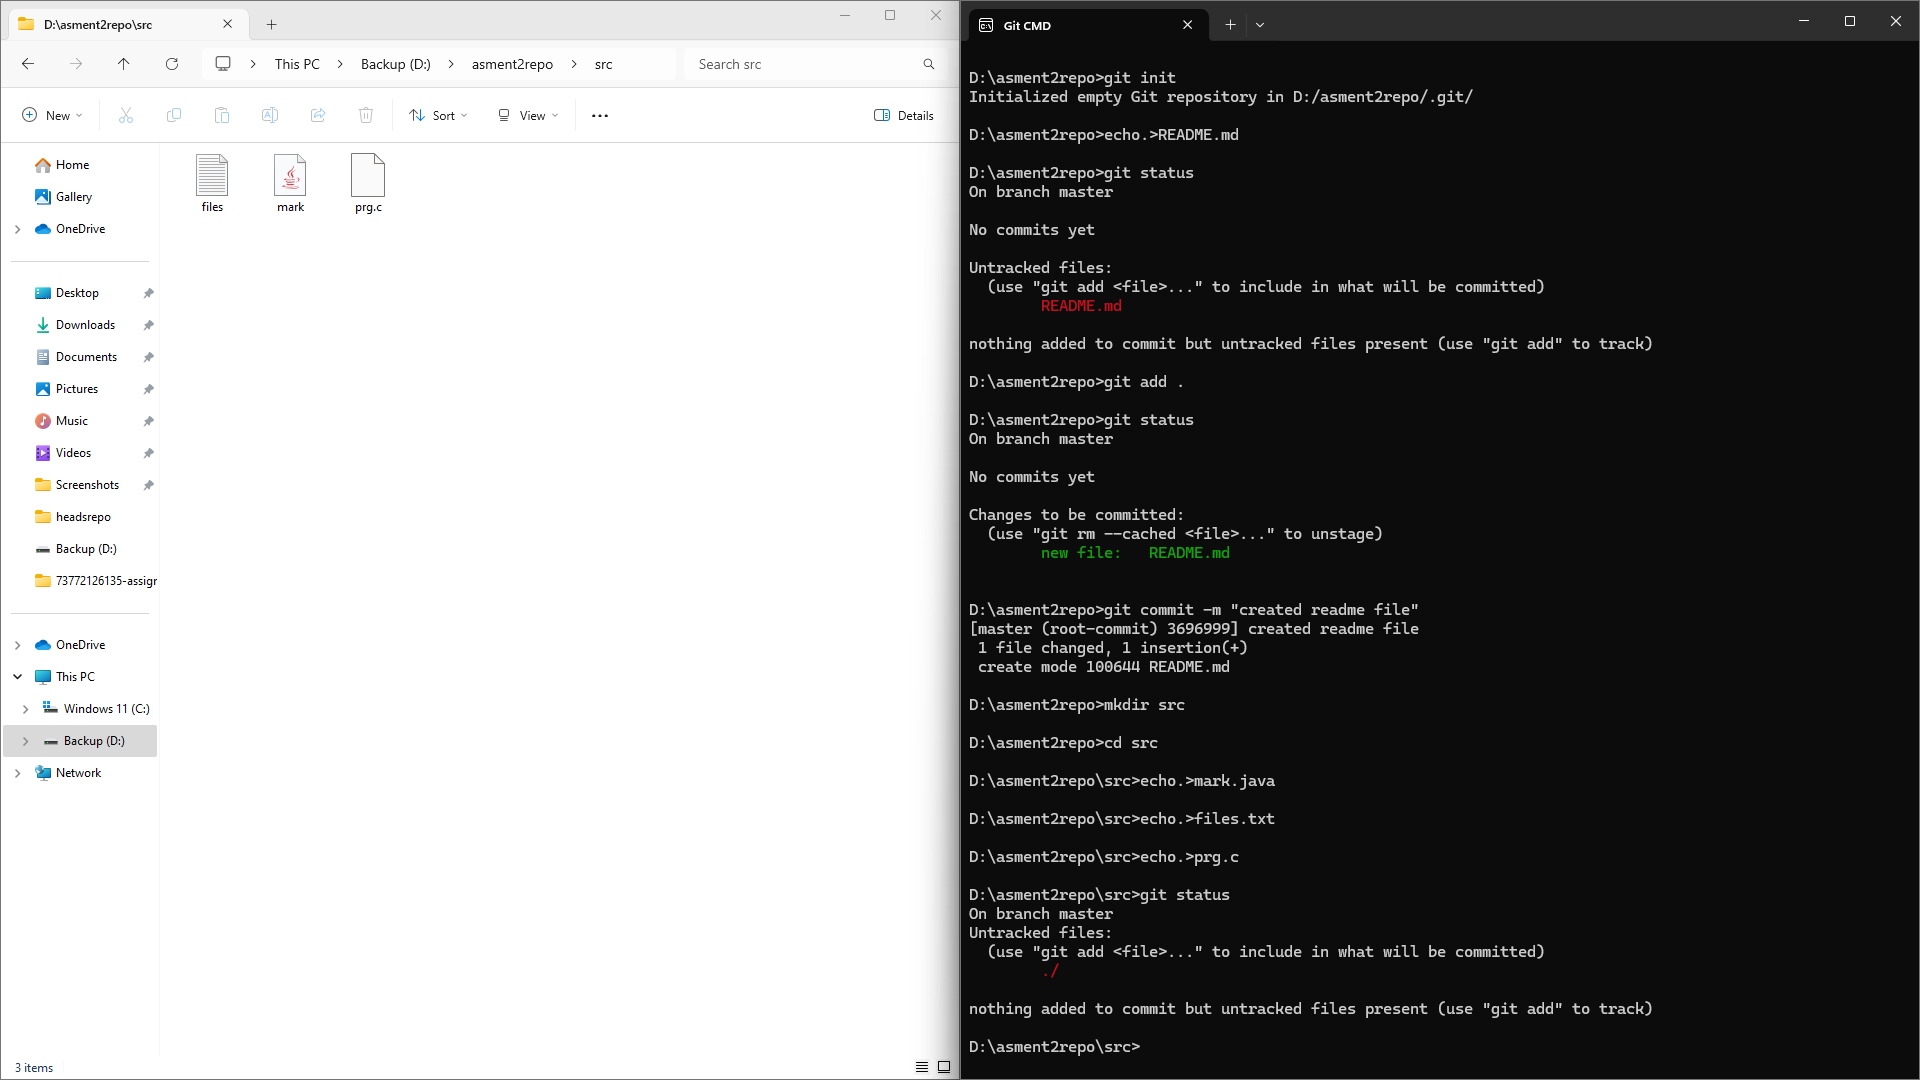 D:\asment2repo\src
This PC
Backup (D:)
asment2repo
src
Search src
New
Sort
View
Details
Home
Gallery
OneDrive
Desktop
Downloads
Documents
Pictures
Music
Videos
Screenshots
headsrepo
Backup (D:)
73772126135-assigr
OneDrive
This PC
Windows 11 (C:)
Backup (D:)
Network
files
mark
prg.c
3 items
Git CMD
D:\asment2repo>git init
Initialized empty Git repository in D:/asment2repo/.git/
D:\asment2repo>echo.>README.md
D:\asment2repo>git status
On branch master
No commits yet
Untracked files:
(use "git add <file>..." to include in what will be committed)
README.md
nothing added to commit but untracked files present (use "git add" to track)
D:\asment2repo>git add .
D:\asment2repo>git status
On branch master
No commits yet
Changes to be committed:
(use "git rm --cached <file>..." to unstage)
new file:   README.md
D:\asment2repo>git commit -m "created readme file"
[master (root-commit) 3696999] created readme file
1 file changed, 1 insertion(+)
create mode 100644 README.md
D:\asment2repo>mkdir src
D:\asment2repo>cd src
D:\asment2repo\src>echo.>mark.java
D:\asment2repo\src>echo.>files.txt
D:\asment2repo\src>echo.>prg.c
D:\asment2repo\src>git status
On branch master
Untracked files:
(use "git add <file>..." to include in what will be committed)
./
nothing added to commit but untracked files present (use "git add" to track)
D:\asment2repo\src>